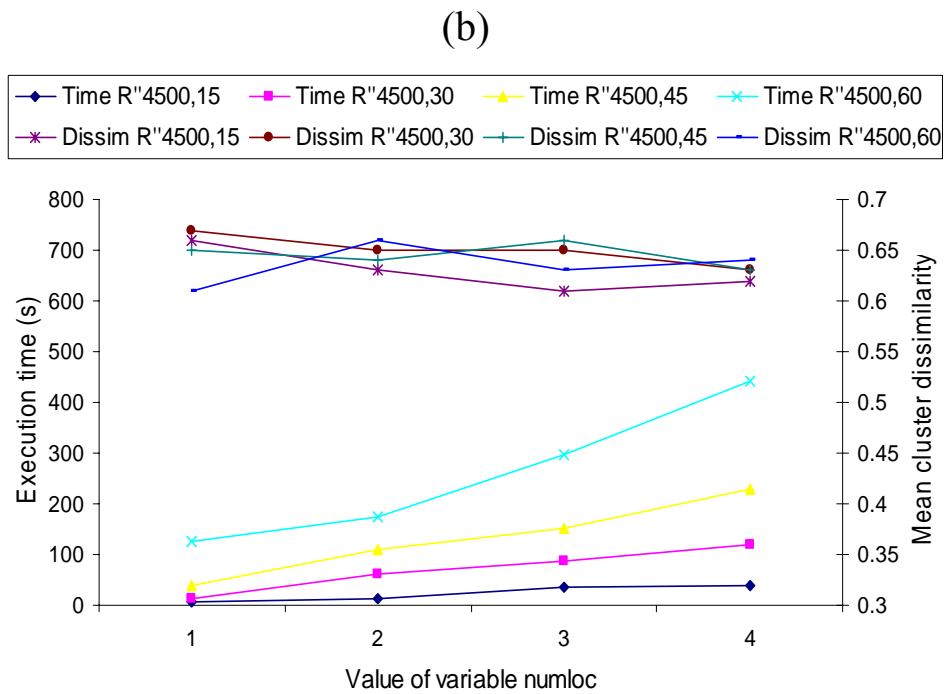 (b)
Time R"4500,15 Time R"4500,30 Time R"4500,45 Time R"4500,60
Dissim R"4500,15 Dissim R"4500,30 Dissim R"4500,45 Dissim R"4500,60
800 0.7
700 0.65
600 0.6
500 0.55
400 0.5
300 0.45
200 0.4
100 0.35
0 0.3
Execution time (s)
Mean cluster dissimilarity
1 2 3 4
Value of variable numloc